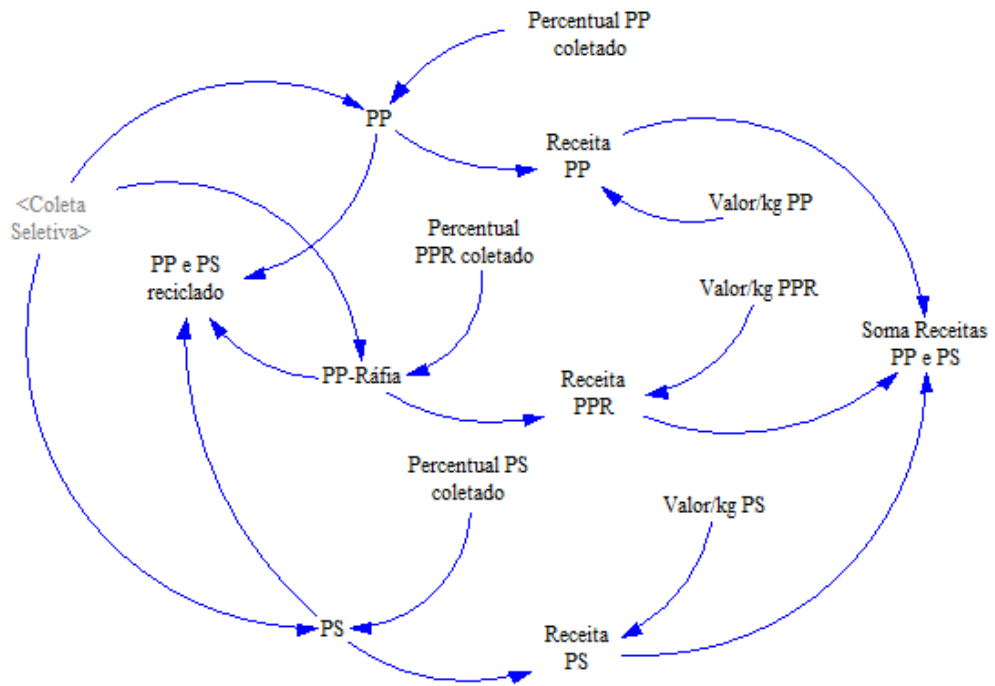 Percentual PP
coletado
PP
Receita
PP
<Coleta
Seletiva>
Valor/kg PP
Percentual
PPR coletado
PP e PS
reciclado
Valor/kg PPR
Soma Receitas
PP e PS
PP-Ráfia
Receita
PPR
Percentual PS
coletado
Valor/kg PS
PS
Receita
PS